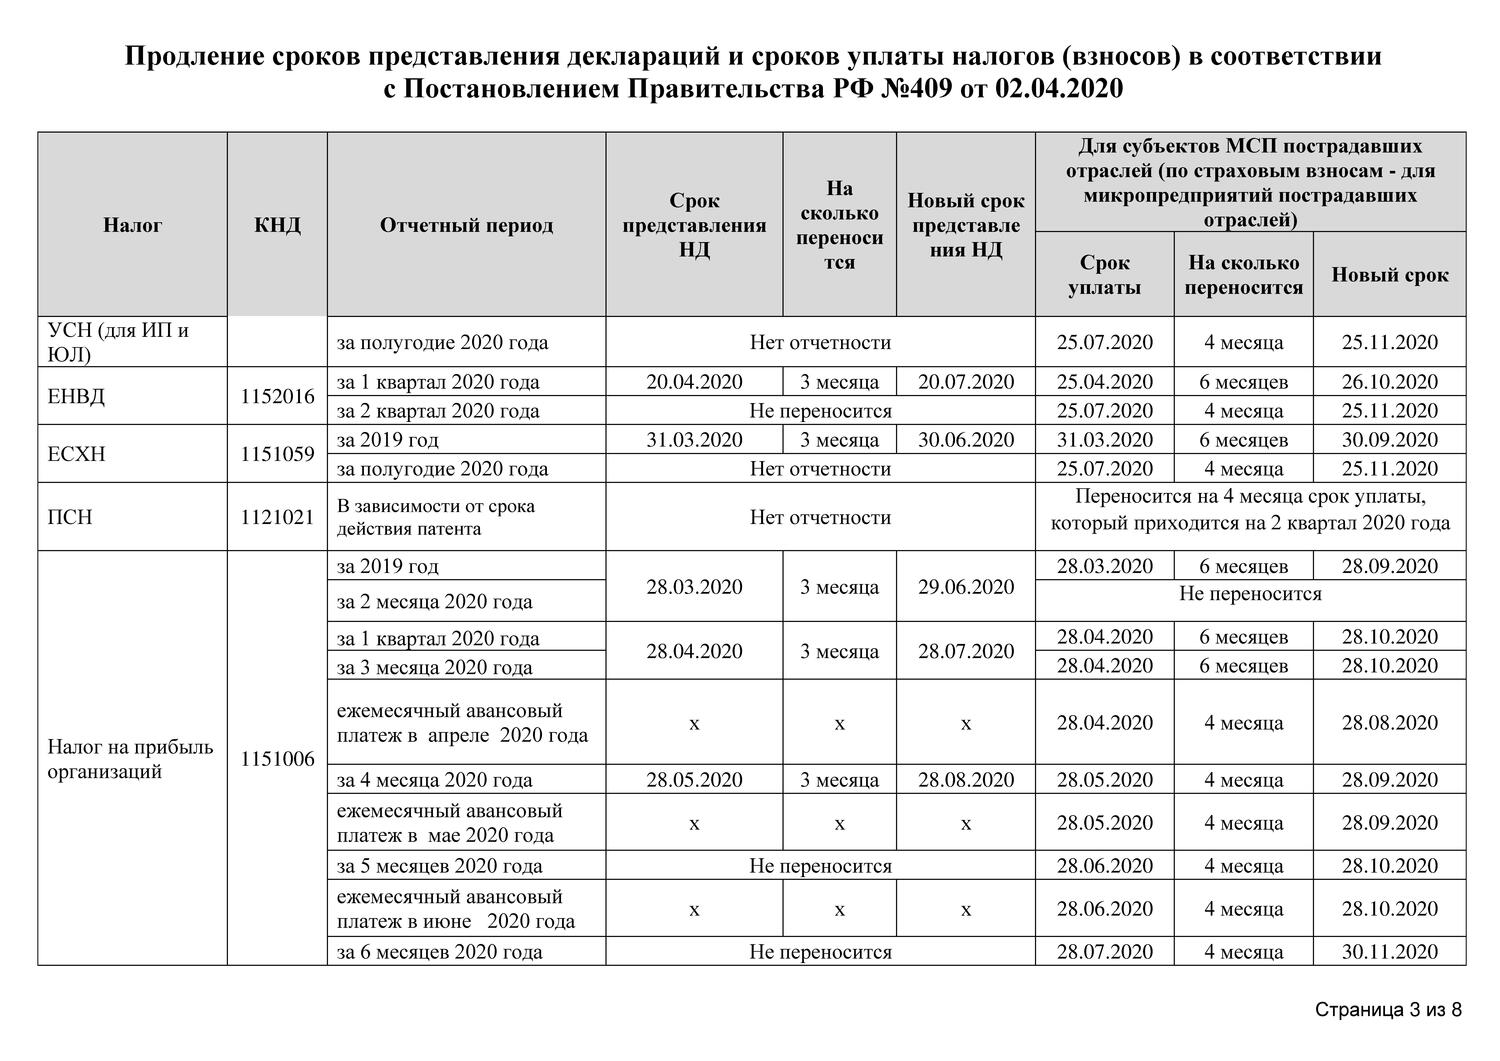 Продление сроков представления деклараций и сроков уплаты налогов (взносов) в соответствии
с Постановлением Правительства РФ №409 от 02.04.2020
Налог
КНД
Отчетный период
Срок
представления
НД
На
сколько
переноси
тся
Новый срок
представле
ния НД
Для субъектов МСП пострадавших
отраслей (по страховым взносам - для
микропредприятий пострадавших
отраслей)
Срок
уплаты
На сколько
переносится
Новый срок
УСН (для ИП и
ЮЛ)
за полугодие 2020 года
Нет отчетности
25.07.2020
4 месяца
25.11.2020
ЕНВД
1152016
за 1 квартал 2020 года
20.04.2020
3 месяца
20.07.2020
25.04.2020
6 месяцев
26.10.2020
за 2 квартал 2020 года
Не переносится
25.07.2020
4 месяца
25.11.2020
ЕСХН
1151059
за 2019 год
31.03.2020
3 месяца
30.06.2020
31.03.2020
6 месяцев
30.09.2020
за полугодие 2020 года
Нет отчетности
25.07.2020
4 месяца
25.11.2020
ПСН
1121021
В зависимости от срока
действия патента
Нет отчетности
Переносится на 4 месяца срок уплаты,
который приходится на 2 квартал 2020 года
Налог на прибыль
организаций
1151006
за 2019 год
28.03.2020
3 месяца
29.06.2020
28.03.2020
6 месяцев
28.09.2020
за 2 месяца 2020 года
Не переносится
за 1 квартал 2020 года
28.04.2020
3 месяца
28.07.2020
28.04.2020
6 месяцев
28.10.2020
за 3 месяца 2020 года
28.04.2020
6 месяцев
28.10.2020
ежемесячный авансовый
платеж в апреле 2020 года
х
х
х
28.04.2020
4 месяца
28.08.2020
за 4 месяца 2020 года
28.05.2020
3 месяца
28.08.2020
28.05.2020
4 месяца
28.09.2020
ежемесячный авансовый
платеж в мае 2020 года
х
х
х
28.05.2020
4 месяца
28.09.2020
за 5 месяцев 2020 года
Не переносится
28.06.2020
4 месяца
28.10.2020
ежемесячный авансовый
платеж в июне 2020 года
х
х
х
28.06.2020
4 месяца
28.10.2020
за 6 месяцев 2020 года
Не переносится
28.07.2020
4 месяца
30.11.2020
Страница 3 из 8